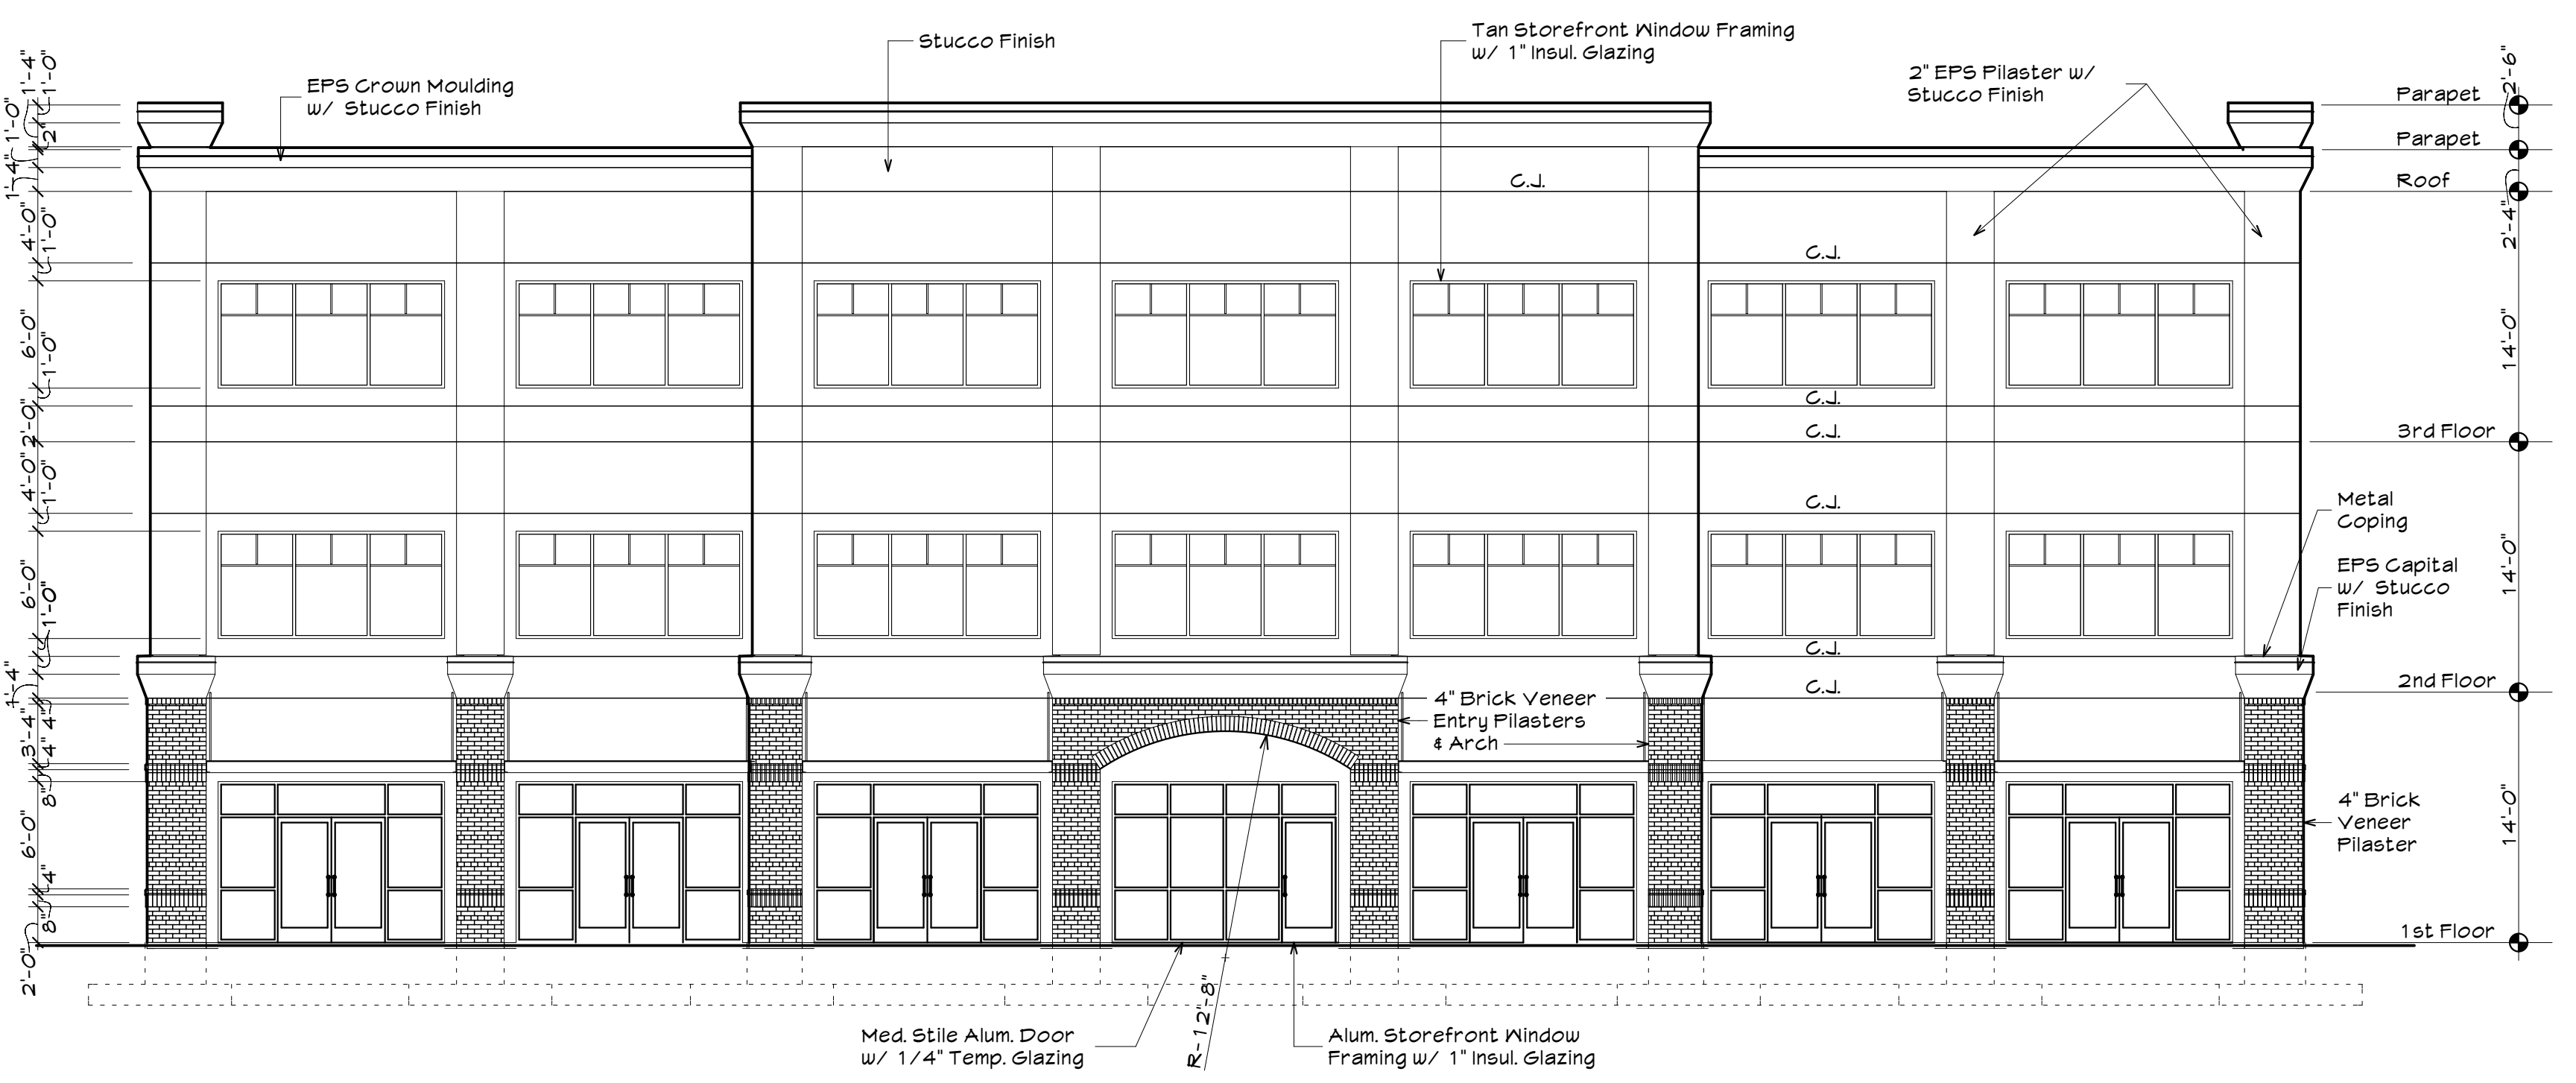 Stucco Finish
EPS Crown Moulding
w/ Stucco Finish
Tan Storefront Window Framing
w/ 1" Insul. Glazing
2" EPS Pilaster w/
Stucco Finish
Parapet
Parapet
Roof
3rd Floor
2nd Floor
1st Floor
2'-6"
2'-4"
14'-0"
14'-0"
14'-0"
C.J.
C.J.
C.J.
C.J.
C.J.
C.J.
C.J.
Metal
Coping
EPS Capital
w/ Stucco
Finish
4" Brick Veneer
Entry Pilasters
& Arch
4" Brick
Veneer
Pilaster
Med. Stile Alum. Door
w/ 1/4" Temp. Glazing
R-12'-8"
Alum. Storefront Window
Framing w/ 1" Insul. Glazing
1'-4"
1'-0"
1'-0"
2"
1'-4"
4'-0"
1'-0"
6'-0"
1'-0"
2'-0"
4'-0"
1'-0"
6'-0"
1'-0"
1'-4"
4"
3'-4"
4"
8"
6'-0"
4"
8"
2'-0"